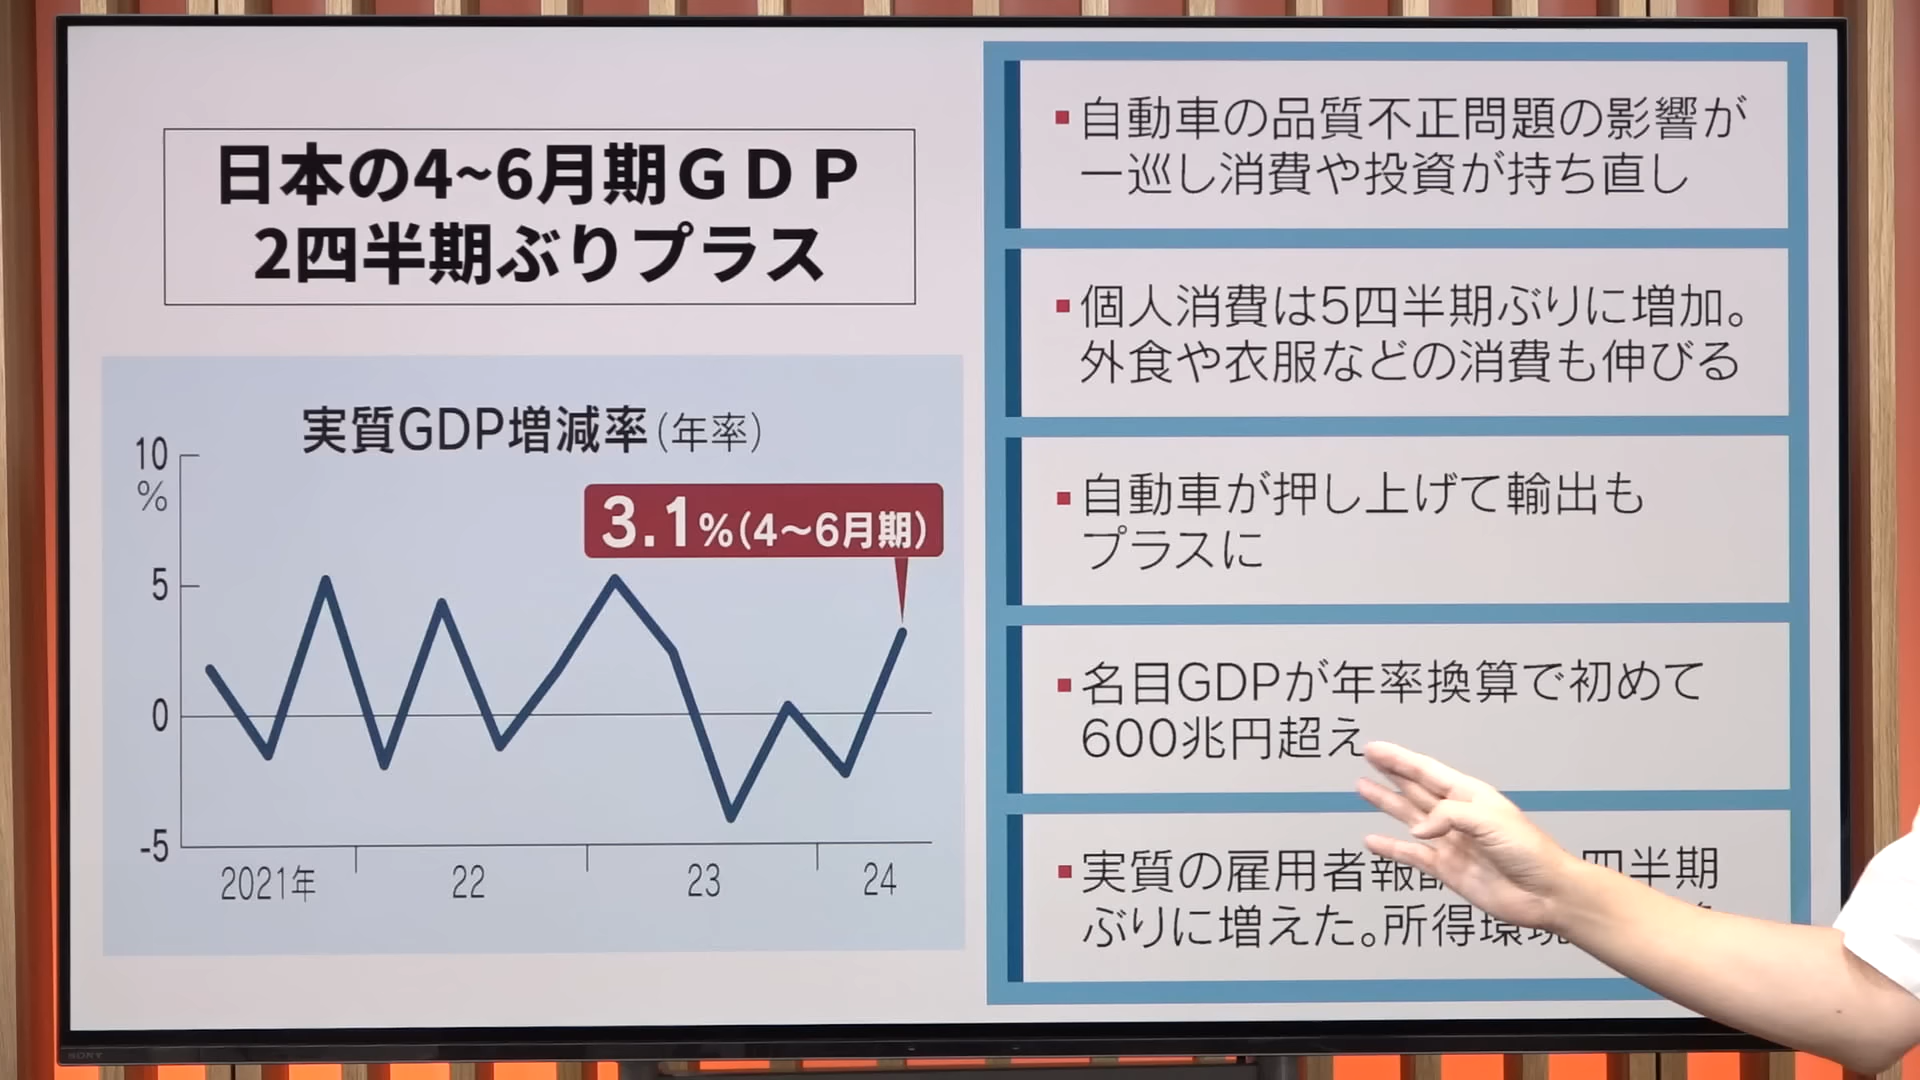 日本の4~6月期GDP
2四半期ぶりプラス
実質GDP増減率(年率)
10
%
5
0
-5
3.1%(4〜6月期)
2021年
22
23
24
自動車の品質不正問題の影響が
一巡し消費や投資が持ち直し
個人消費は5四半期ぶりに増加。
外食や衣服などの消費も伸びる
自動車が押し上げて輸出も
プラスに
名目GDPが年率換算で初めて
600兆円超え
実質の雇用者報 四半期
ぶりに増えた。所得環
SONY